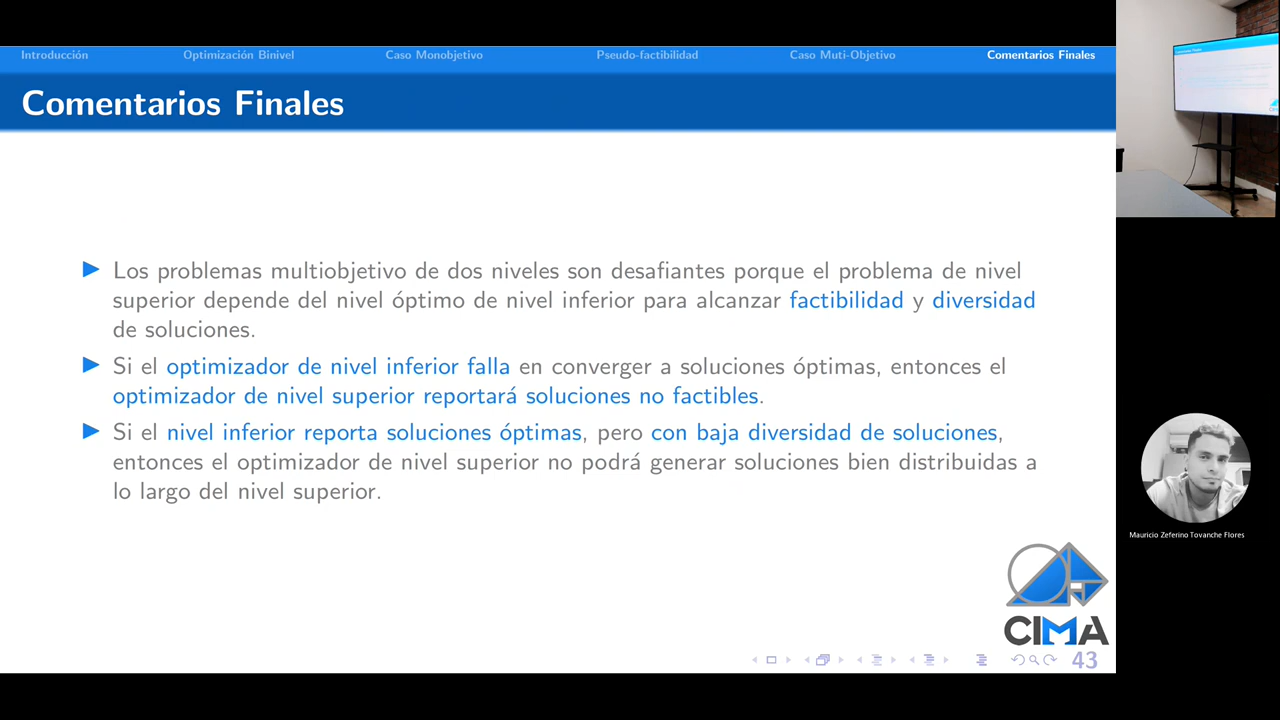 Introducción Optimización Binivel Caso Monobjetivo Pseudo-factibilidad Caso Muti-Objetivo Comentarios Finales
Comentarios Finales
Los problemas multiobjetivo de dos niveles son desafiantes porque el problema de nivel
superior depende del nivel óptimo de nivel inferior para alcanzar factibilidad y diversidad
de soluciones.
Si el optimizador de nivel inferior falla en converger a soluciones óptimas, entonces el
optimizador de nivel superior reportará soluciones no factibles.
Si el nivel inferior reporta soluciones óptimas, pero con baja diversidad de soluciones,
entonces el optimizador de nivel superior no podrá generar soluciones bien distribuidas a
lo largo del nivel superior.
CIMA
43
Mauricio Zeferino Tovanche Flores